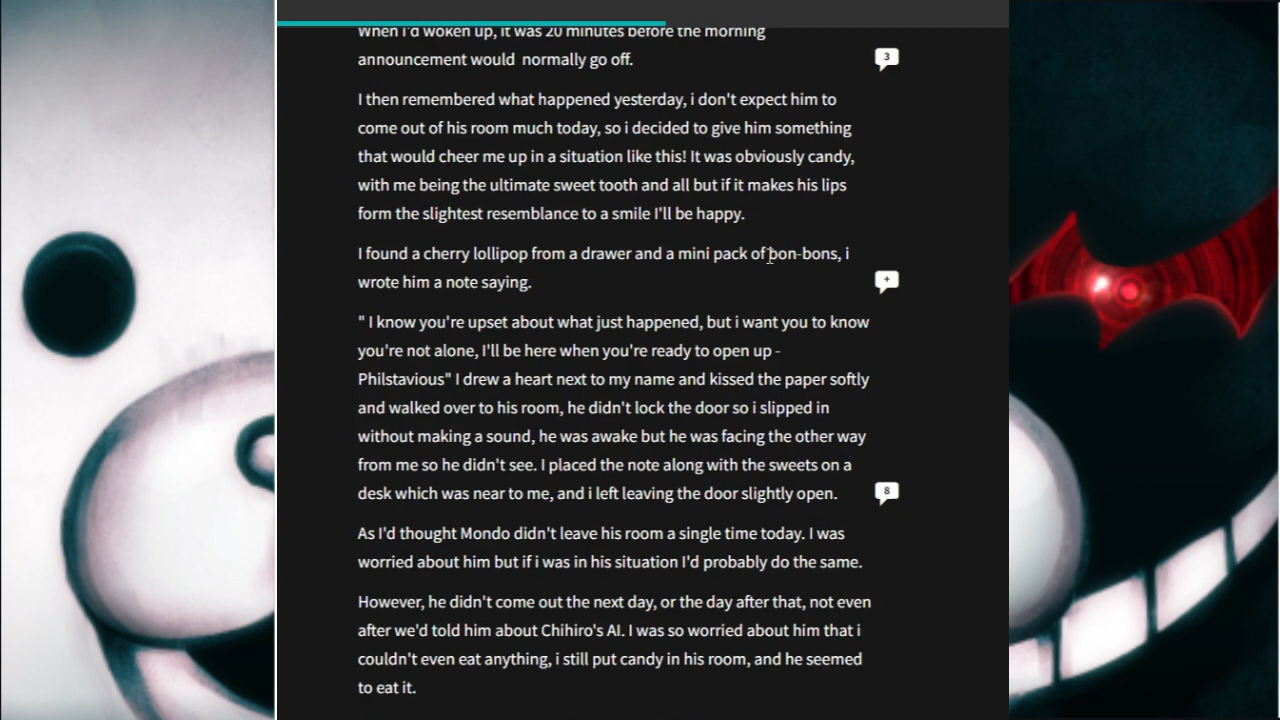 When I'd woken up, it was 20 minutes before the morning
announcement would normally go off.
3
I then remembered what happened yesterday, i don't expect him to
come out of his room much today, so i decided to give him something
that would cheer me up in a situation like this! It was obviously candy,
with me being the ultimate sweet tooth and all but if it makes his lips
form the slightest resemblance to a smile I'll be happy.
I found a cherry lollipop from a drawer and a mini pack of bon-bons, i
wrote him a note saying.
+
" I know you're upset about what just happened, but i want you to know
you're not alone, I'll be here when you're ready to open up -
Philstavious" I drew a heart next to my name and kissed the paper softly
and walked over to his room, he didn't lock the door so i slipped in
without making a sound, he was awake but he was facing the other way
from me so he didn't see. I placed the note along with the sweets on a
desk which was near to me, and i left leaving the door slightly open.
8
As I'd thought Mondo didn't leave his room a single time today. I was
worried about him but if i was in his situation I'd probably do the same.
However, he didn't come out the next day, or the day after that, not even
after we'd told him about Chihiro's AI. I was so worried about him that i
couldn't even eat anything, i still put candy in his room, and he seemed
to eat it.